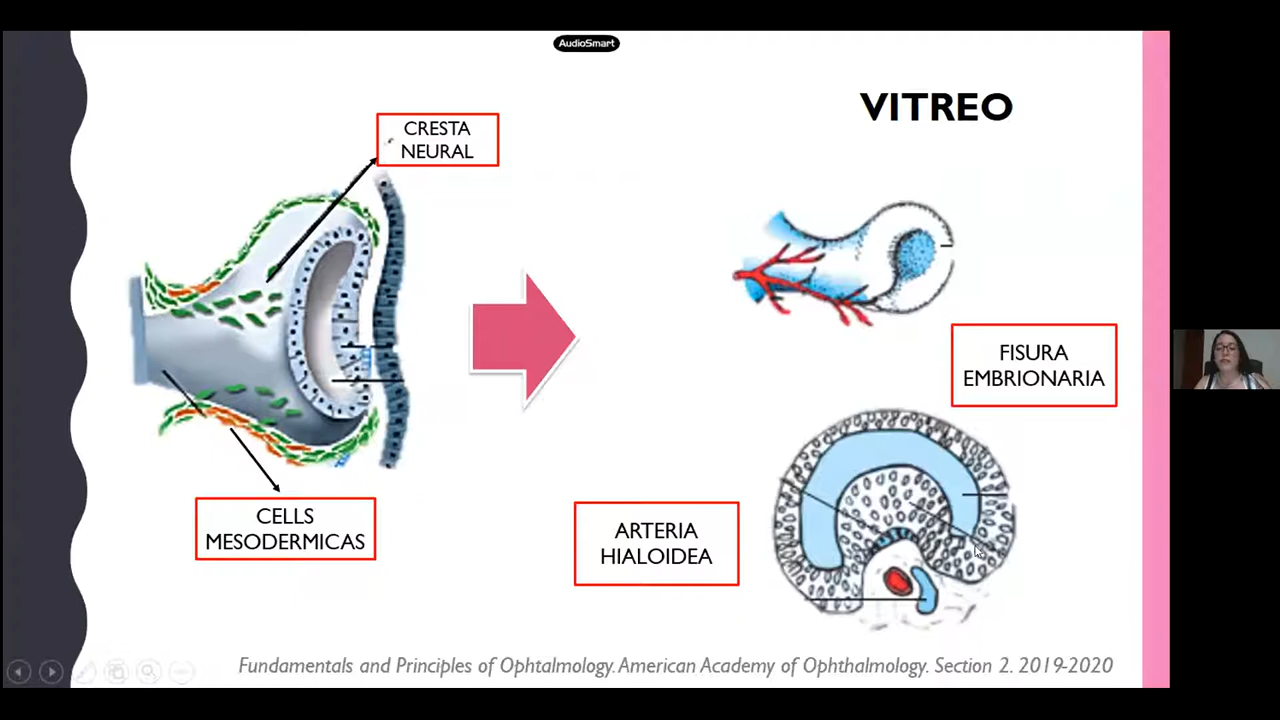 AudioSmart
VITREO
CRESTA
NEURAL
FISURA
EMBRIONARIA
CELLS
MESODERMICAS
ARTERIA
HIALOIDEA
Fundamentals and Principles of Ophtalmology. American Academy of Ophthalmology. Section 2. 2019-2020